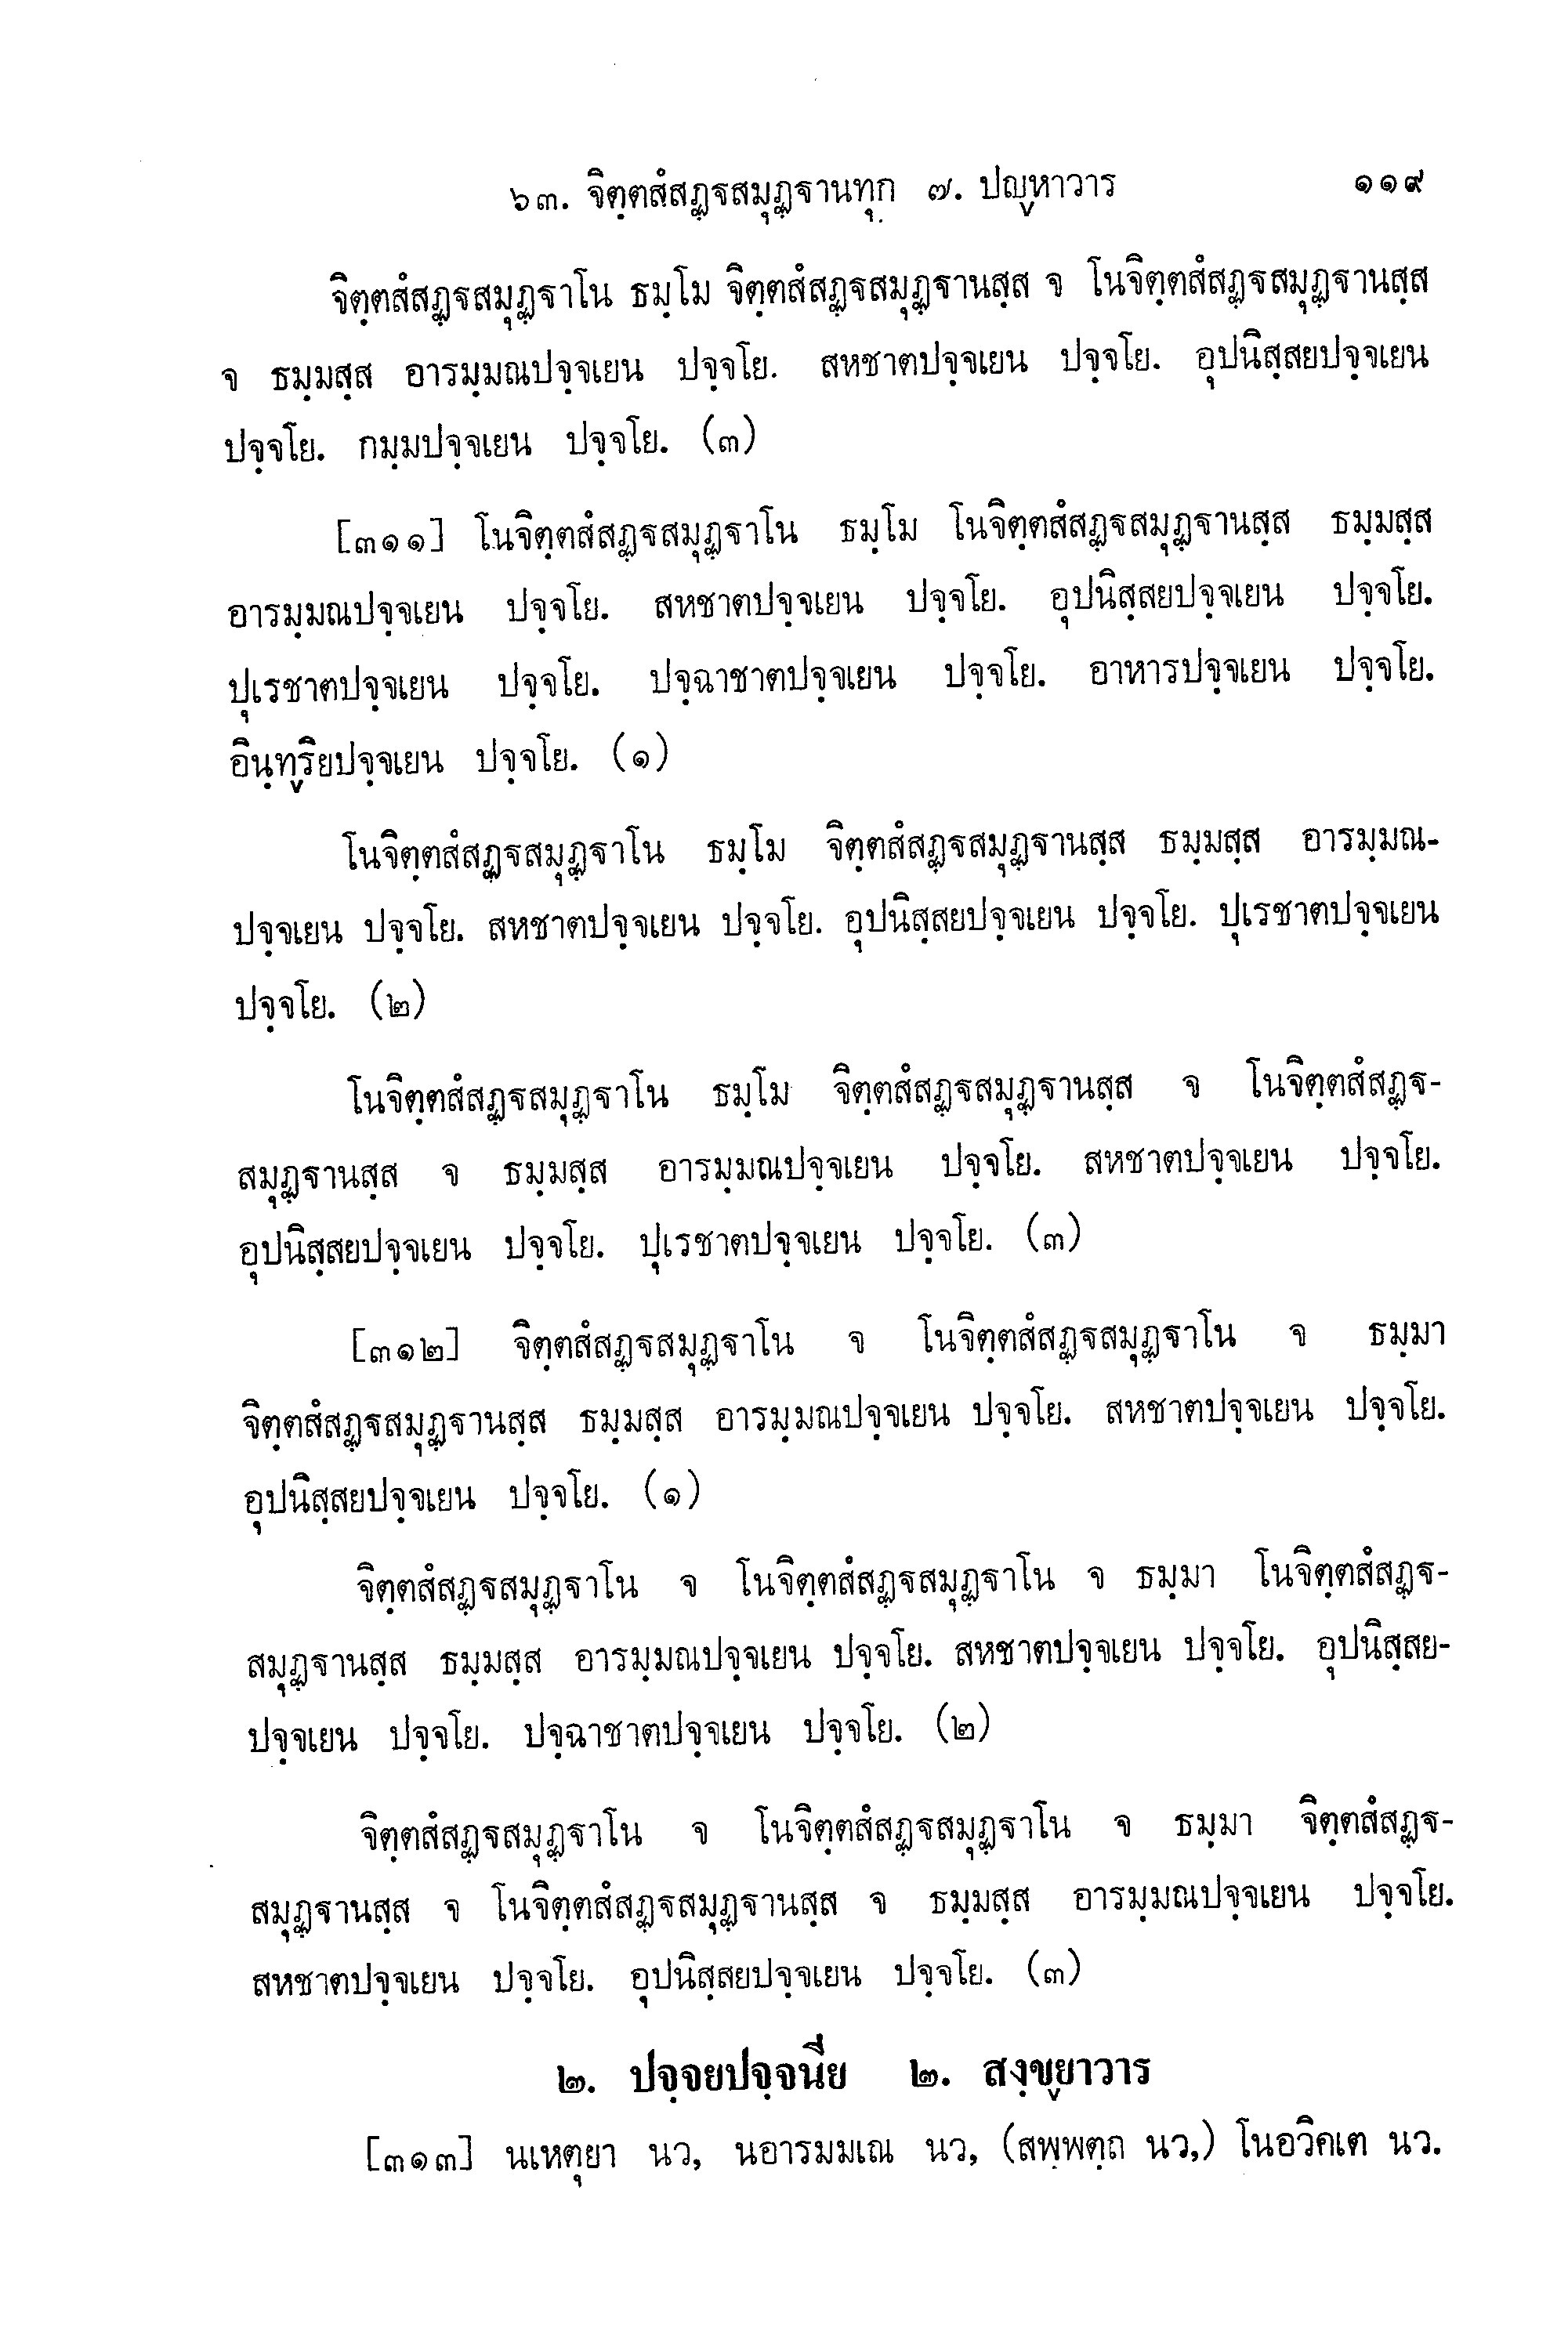 ๖๓. จิตฺตสํสฏฺฐสมุฏฺฐานทุก ๗. ปญฺหาวาร ๑๑๙
จิตฺตสํสฏฺฐสมุฏฺฐาโน ธมฺโม จิตฺตสํสฏฺฐสมุฏฺฐานสฺส จ โนจิตฺตสํสฏฺฐสมุฏฺฐานสฺส
จ ธมฺมสฺส อารมฺมณปจฺจเยน ปจฺจโย. สหชาตปจฺจเยน ปจฺจโย. อุปนิสฺสยปจฺจเยน
ปจฺจโย. กมฺมปจฺจเยน ปจฺจโย. (๓)
[๓๑๑] โนจิตฺตสํสฏฺฐสมุฏฺฐาโน ธมฺโม โนจิตฺตสํสฏฺฐสมุฏฺฐานสฺส ธมฺมสฺส
อารมฺมณปจฺจเยน ปจฺจโย. สหชาตปจฺจเยน ปจฺจโย. อุปนิสฺสยปจฺจเยน ปจฺจโย.
ปุเรชาตปจฺจเยน ปจฺจโย. ปจฺฉาชาตปจฺจเยน ปจฺจโย. อาหารปจฺจเยน ปจฺจโย.
อินฺทฺริยปจฺจเยน ปจฺจโย. (๑)
โนจิตฺตสํสฏฺฐสมุฏฺฐาโน ธมฺโม จิตฺตสํสฏฺฐสมุฏฺฐานสฺส ธมฺมสฺส อารมฺมณ-
ปจฺจเยน ปจฺจโย. สหชาตปจฺจเยน ปจฺจโย. อุปนิสฺสยปจฺจเยน ปจฺจโย. ปุเรชาตปจฺจเยน
ปจฺจโย. (๒)
โนจิตฺตสํสฏฺฐสมุฏฺฐาโน ธมฺโม จิตฺตสํสฏฺฐสมุฏฺฐานสฺส จ โนจิตฺตสํสฏฺฐ-
สมุฏฺฐานสฺส จ ธมฺมสฺส อารมฺมณปจฺจเยน ปจฺจโย. สหชาตปจฺจเยน ปจฺจโย.
อุปนิสฺสยปจฺจเยน ปจฺจโย. ปุเรชาตปจฺจเยน ปจฺจโย. (๓)
[๓๑๒] จิตฺตสํสฏฺฐสมุฏฺฐาโน จ โนจิตฺตสํสฏฺฐสมุฏฺฐาโน จ ธมฺมา
จิตฺตสํสฏฺฐสมุฏฺฐานสฺส ธมฺมสฺส อารมฺมณปจฺจเยน ปจฺจโย. สหชาตปจฺจเยน ปจฺจโย.
อุปนิสฺสยปจฺจเยน ปจฺจโย. (๑)
จิตฺตสํสฏฺฐสมุฏฺฐาโน จ โนจิตฺตสํสฏฺฐสมุฏฺฐาโน จ ธมฺมา โนจิตฺตสํสฏฺฐ-
สมุฏฺฐานสฺส ธมฺมสฺส อารมฺมณปจฺจเยน ปจฺจโย. สหชาตปจฺจเยน ปจฺจโย. อุปนิสฺสย-
ปจฺจเยน ปจฺจโย. ปจฺฉาชาตปจฺจเยน ปจฺจโย. (๒)
จิตฺตสํสฏฺฐสมุฏฺฐาโน จ โนจิตฺตสํสฏฺฐสมุฏฺฐาโน จ ธมฺมา จิตฺตสํสฏฺฐ-
สมุฏฺฐานสฺส จ โนจิตฺตสํสฏฺฐสมุฏฺฐานสฺส จ ธมฺมสฺส อารมฺมณปจฺจเยน ปจฺจโย.
สหชาตปจฺจเยน ปจฺจโย. อุปนิสฺสยปจฺจเยน ปจฺจโย. (๓)
๒. ปจฺจยปจฺจนีย ๒. สงฺขฺยาวาร
[๓๑๓] นเหตุยา นว, นอารมมเณ นว, (สพฺพตฺถ นว,) โนอวิคเต นว.